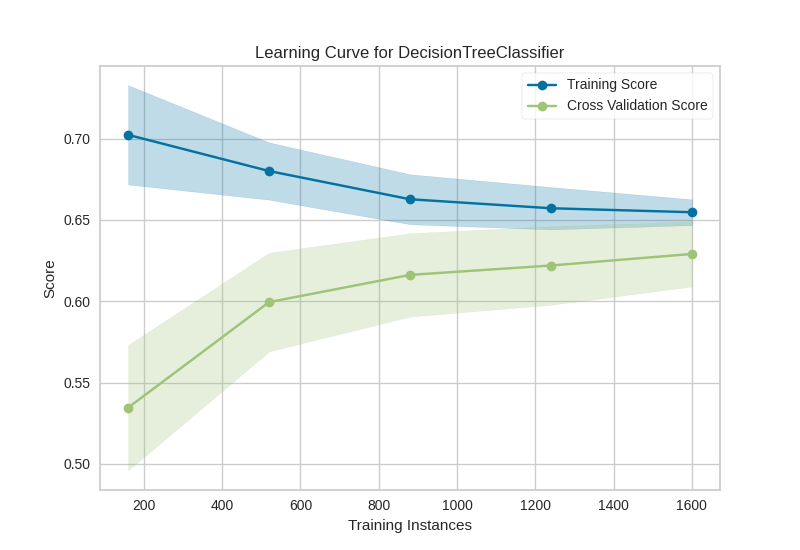 Learning Curve for DecisionTreeClassifier
Training Score
Cross Validation Score
Score
0.70
0.65
0.60
0.55
0.50
200 400 600 800 1000 1200 1400 1600
Training Instances